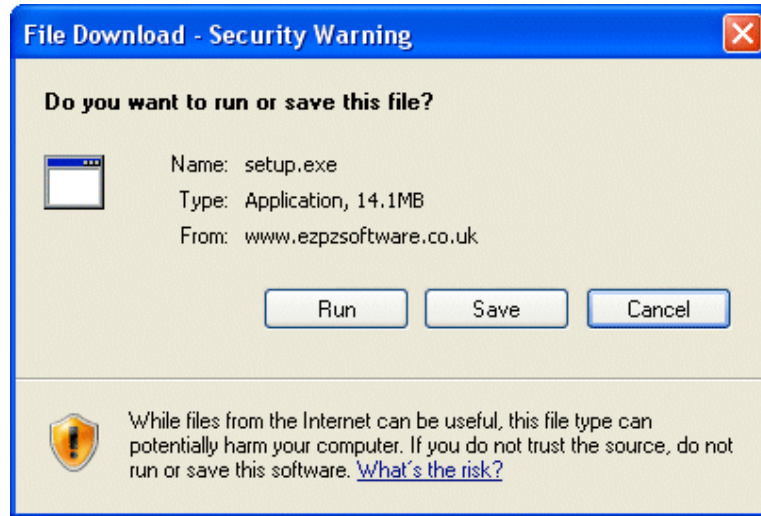 File Download - Security Warning
Do you want to run or save this file?
Name: setup.exe
Type: Application, 14.1MB
From: www.ezpzsoftware.co.uk
Run Save Cancel
While files from the Internet can be useful, this file type can
potentially harm your computer. If you do not trust the source, do not
run or save this software. What´s the risk?